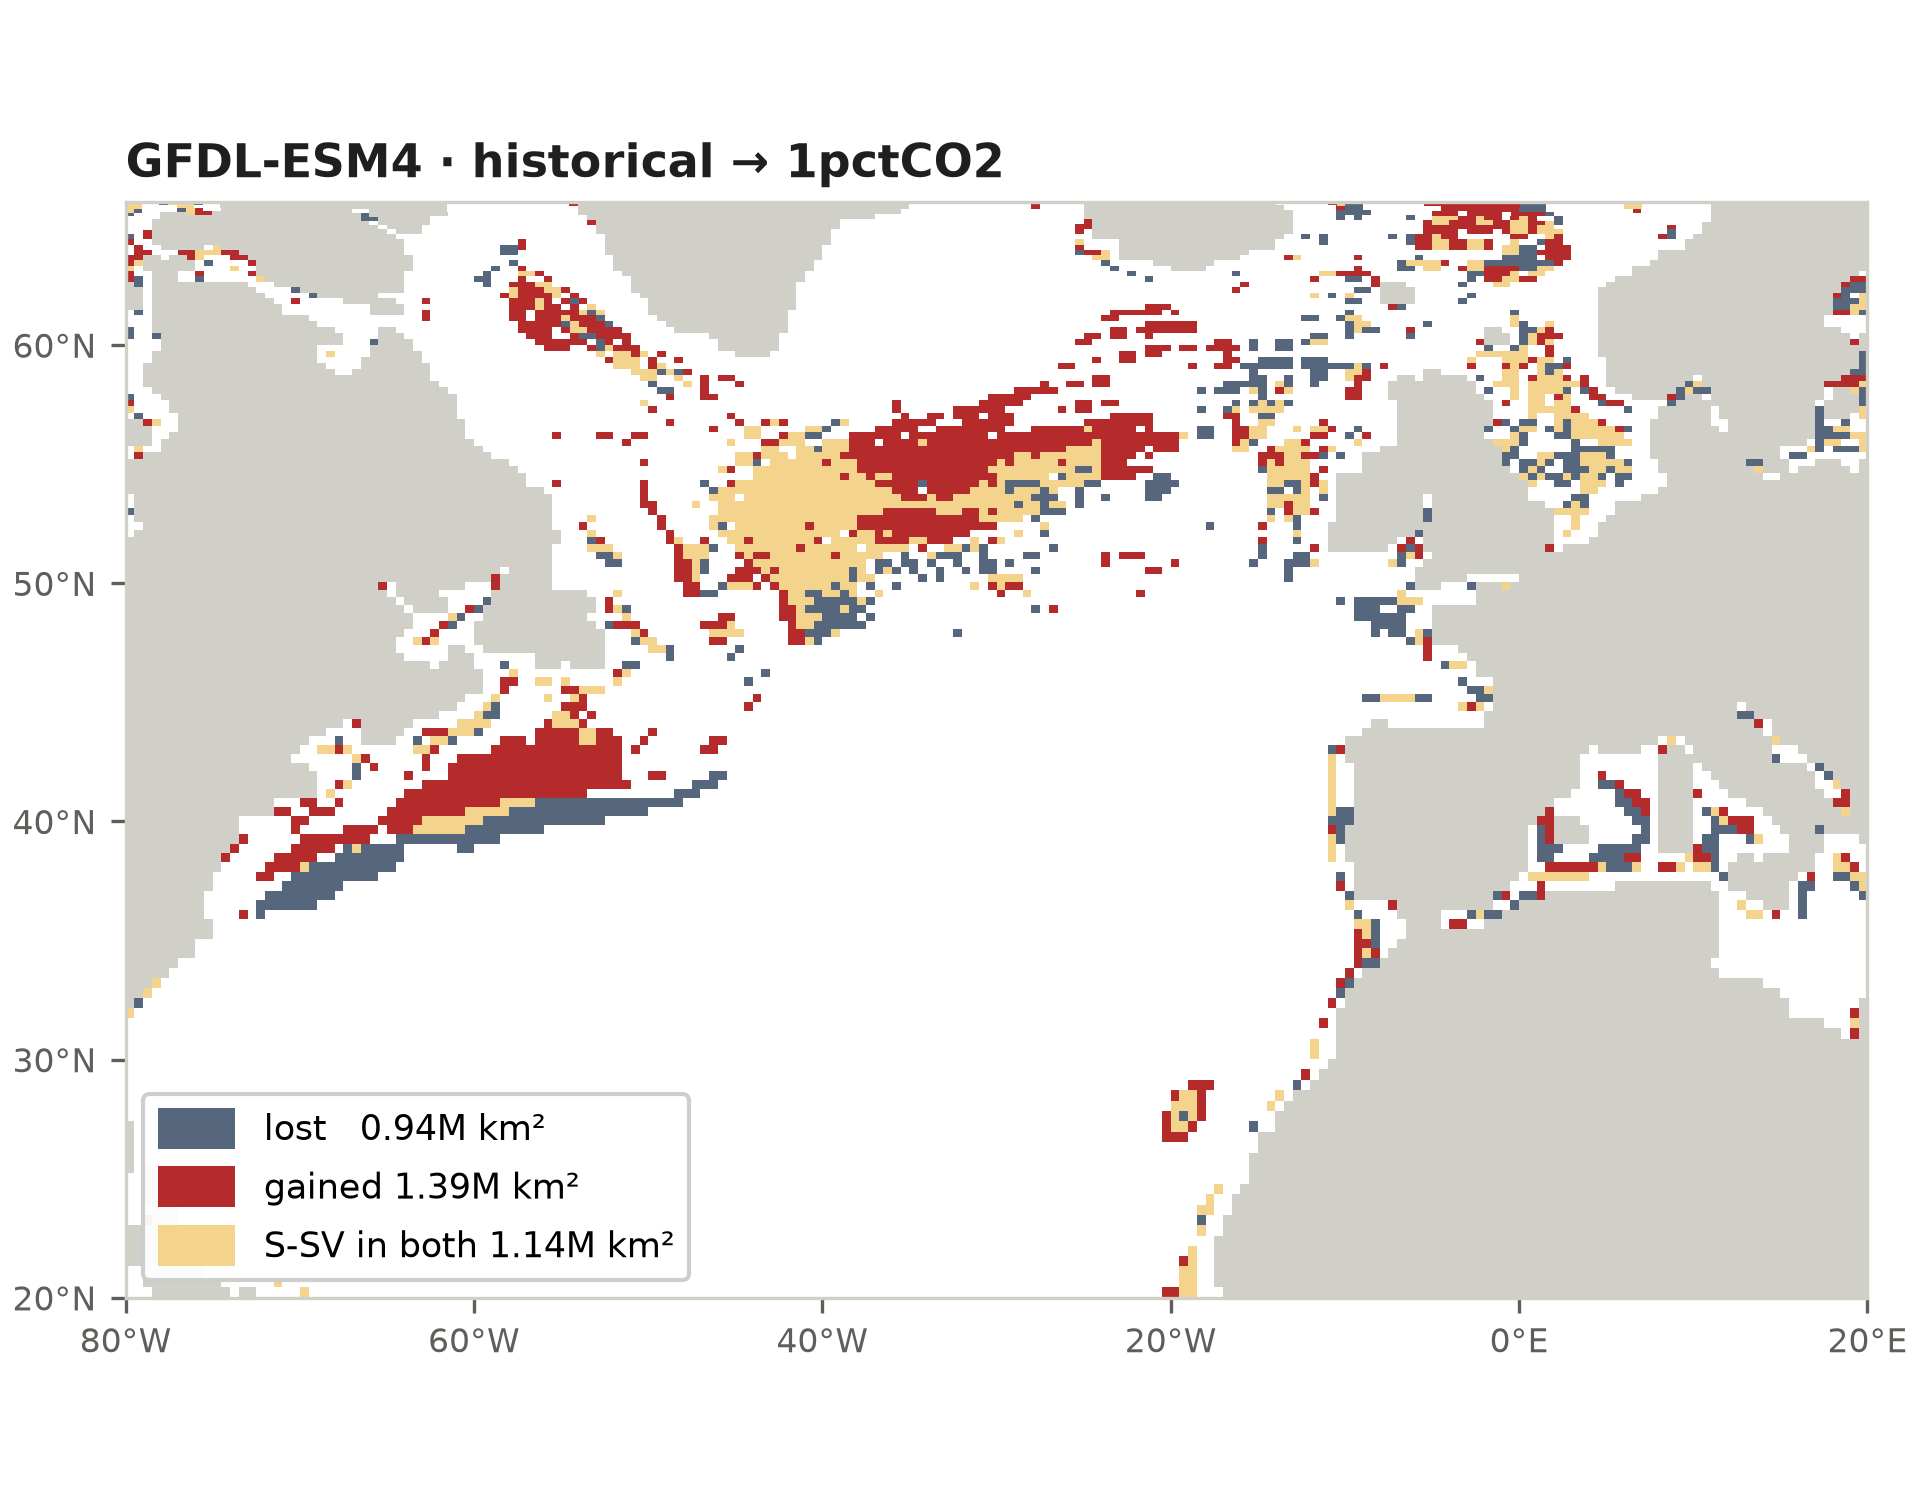 GFDL-ESM4 · historical → 1pctCO2
60°N
50°N
40°N
30°N
20°N
lost 0.94M km²
gained 1.39M km²
S-SV in both 1.14M km²
80°W 60°W 40°W 20°W 0°E 20°E